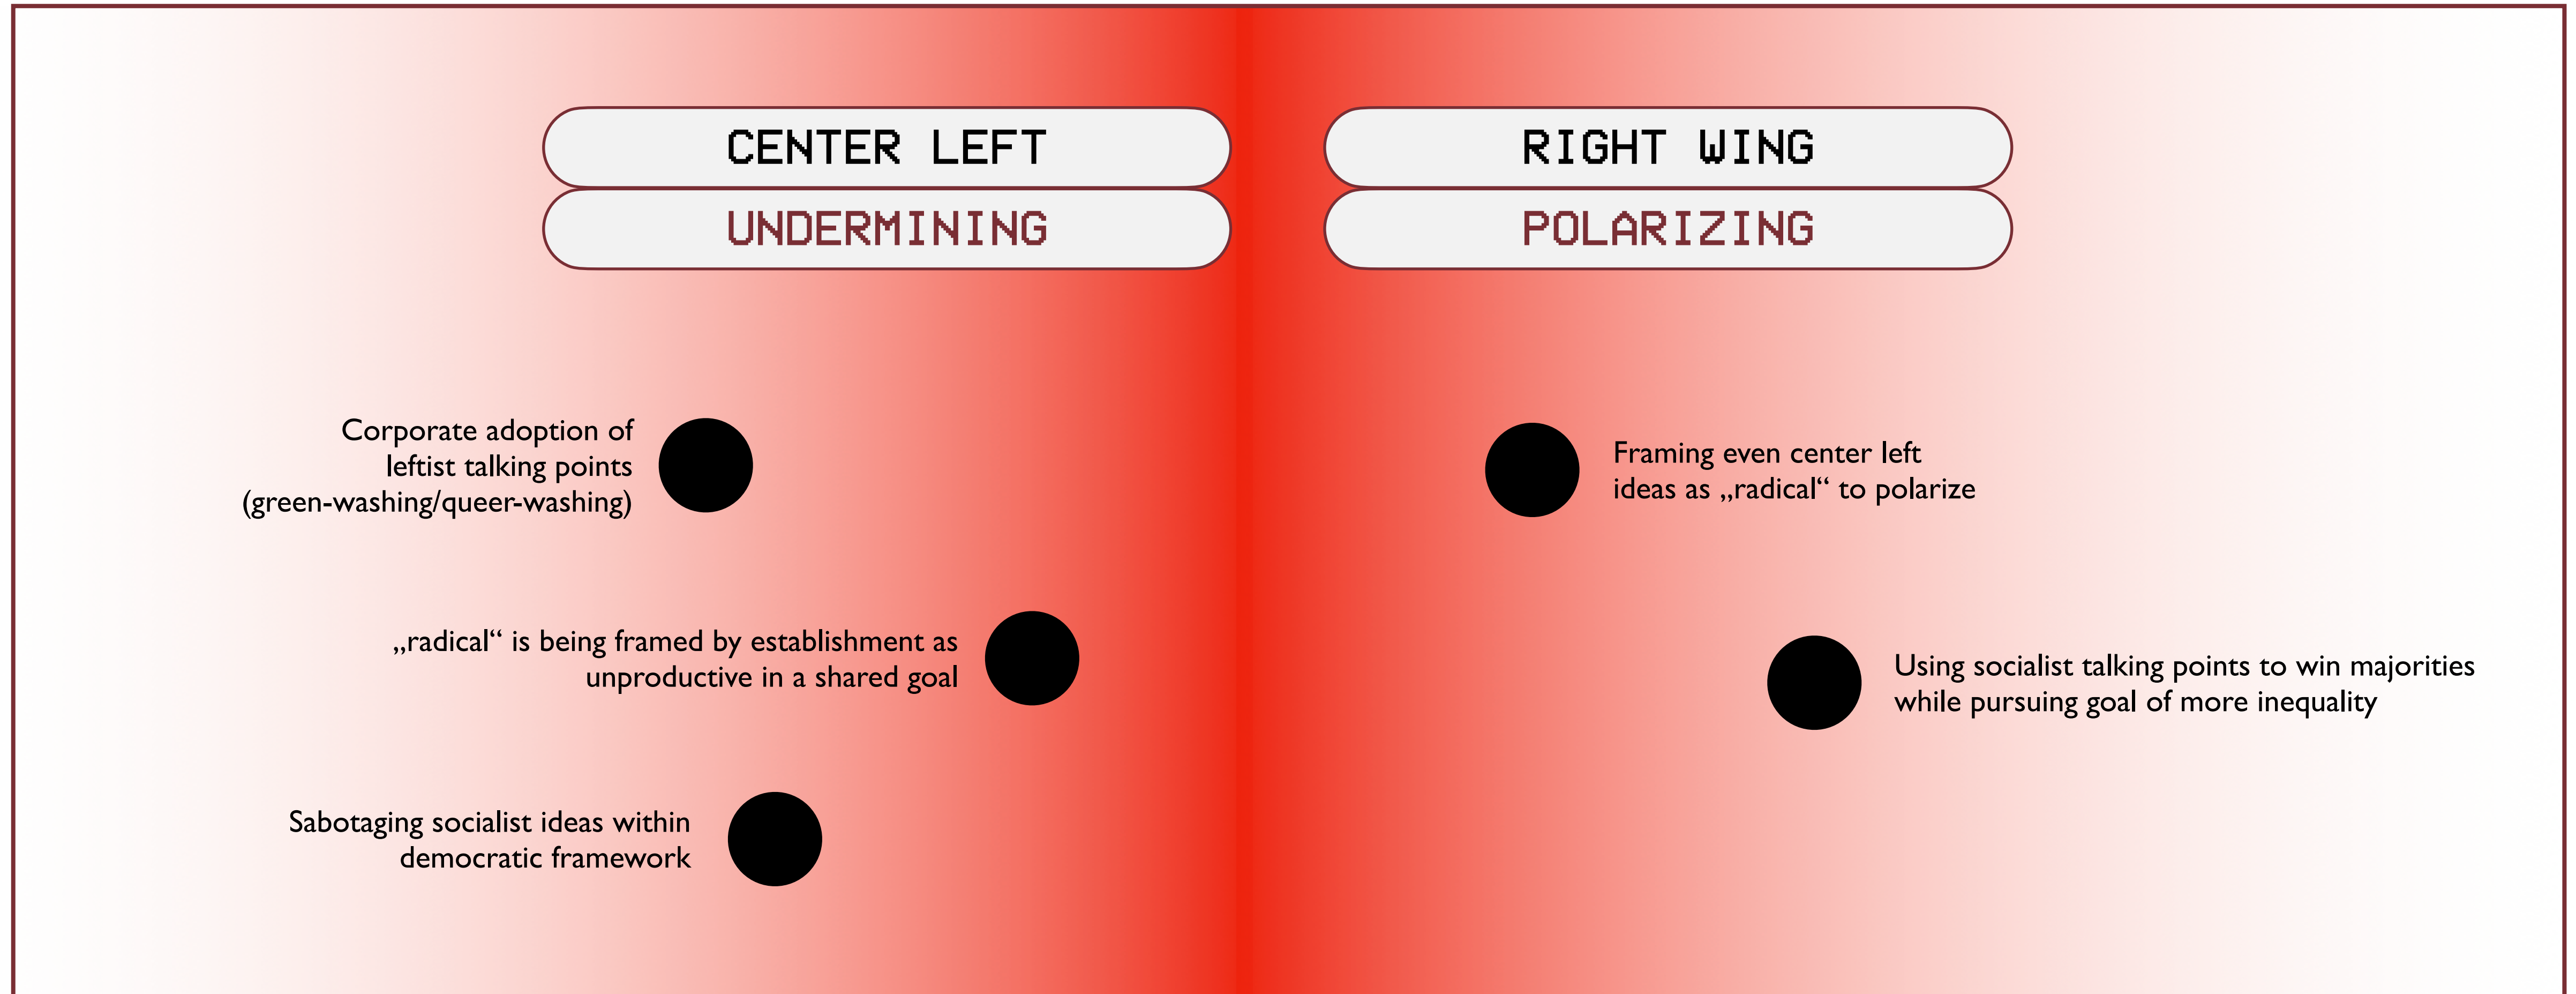 CENTER LEFT
UNDERMINING
Corporate adoption of
leftist talking points
(green-washing/queer-washing)
„radical“ is being framed by establishment as
unproductive in a shared goal
Sabotaging socialist ideas within
democratic framework
RIGHT WING
POLARIZING
Framing even center left
ideas as „radical“ to polarize
Using socialist talking points to win majorities
while pursuing goal of more inequality